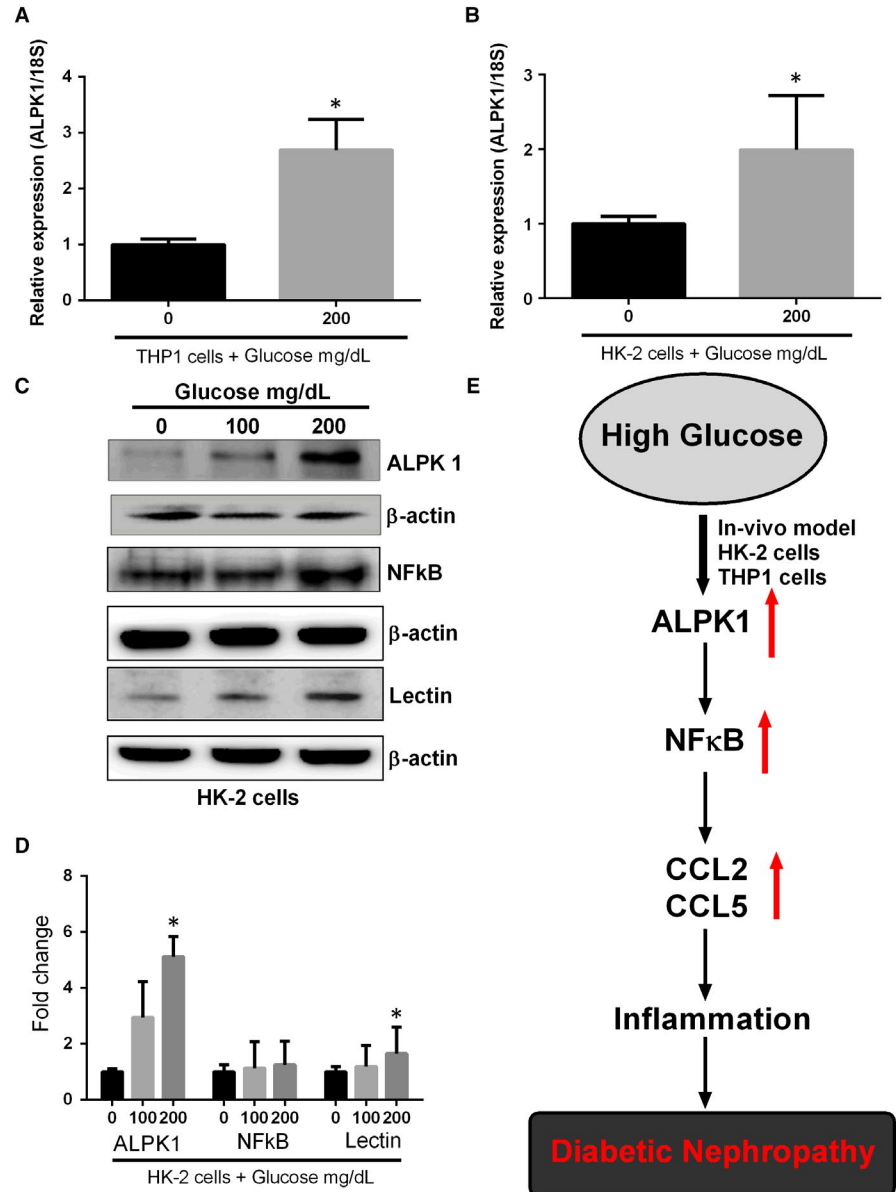 A
Relative expression (ALPK1/18S)
4
3
2
1
0
*
0
200
THP1 cells + Glucose mg/dL
B
Relative expression (ALPK1/18S)
3
2
1
0
*
0
200
HK-2 cells + Glucose mg/dL
C
Glucose mg/dL
0 100 200
ALPK 1
β-actin
NFkB
β-actin
Lectin
β-actin
HK-2 cells
D
Fold change
8
6
4
2
0
*
*
0 100 200 0 100 200 0 100 200
ALPK1 NFkB Lectin
HK-2 cells + Glucose mg/dL
E
High Glucose
In-vivo model
HK-2 cells
THP1 cells
ALPK1
NFκB
CCL2
CCL5
Inflammation
Diabetic Nephropathy